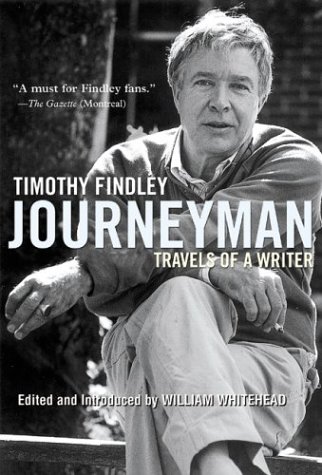 "A must for Findley fans."
—The Gazette (Montreal)
TIMOTHY FINDLEY
JOURNEYMAN
TRAVELS OF A WRITER
Edited and Introduced by WILLIAM WHITEHEAD